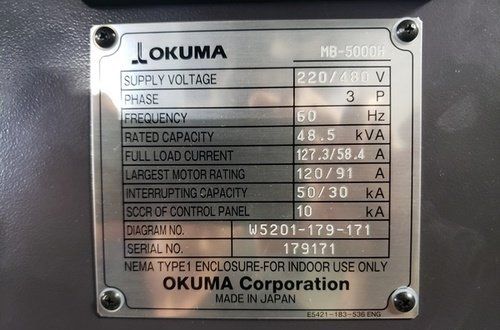 OKUMA MB-5000H
SUPPLY VOLTAGE 220/480 V
PHASE 3 P
FREQUENCY 60 Hz
RATED CAPACITY 48.5 kVA
FULL LOAD CURRENT 127.3/58.4 A
LARGEST MOTOR RATING 120/91 A
INTERRUPTING CAPACITY 50/30 kA
SCCR OF CONTROL PANEL 10 kA
DIAGRAM NO. W5201-179-171
SERIAL NO. 179171
NEMA TYPE1 ENCLOSURE-FOR INDOOR USE ONLY
OKUMA Corporation
MADE IN JAPAN
E5421-183-536 ENG